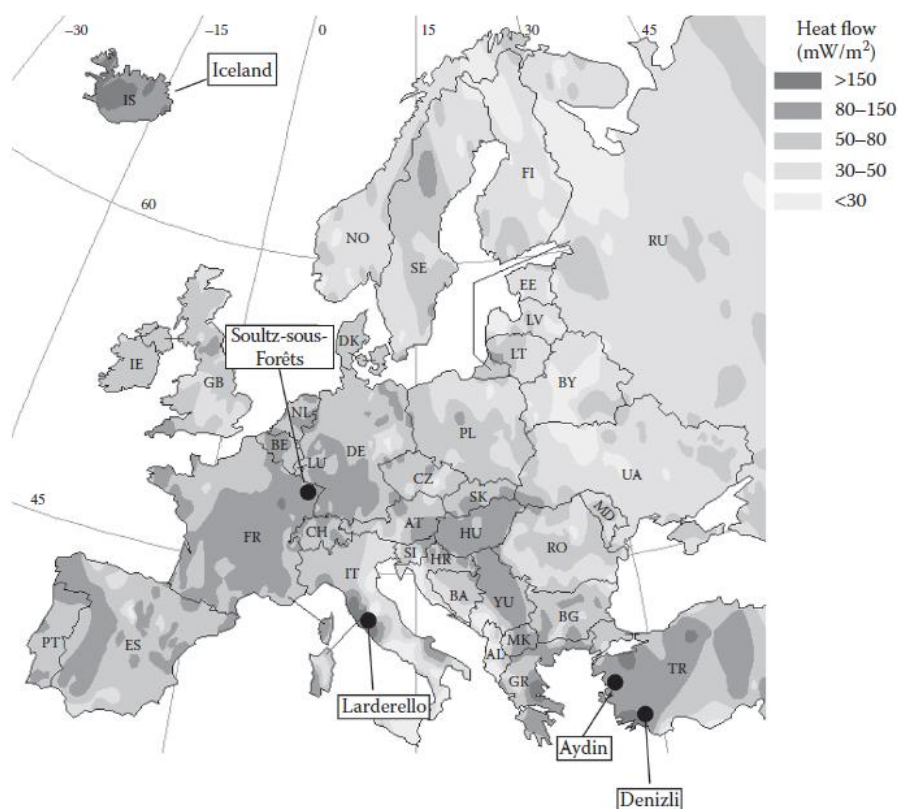 -30
-15
0
15
30
45
Heat flow
(mW/m²)
>150
80–150
50–80
30–50
<30
Iceland
IS
60
NO
SE
FI
RU
EE
LV
LT
DK
Soultz-sous-
Forêts
IE
GB
BY
NL
BE
LU
DE
PL
CZ
SK
UA
MD
45
FR
CH
AT
HU
RO
SI
HR
IT
BA
YU
BG
MK
AL
GR
TR
PT
ES
Larderello
Aydin
Denizli